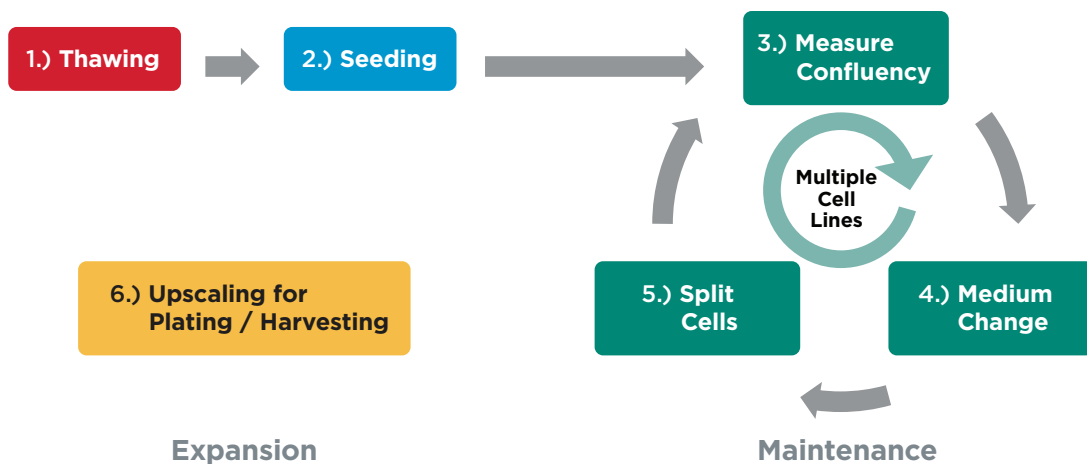 1.) Thawing
2.) Seeding
3.) Measure
Confluency
Multiple
Cell
Lines
6.) Upscaling for
Plating / Harvesting
5.) Split
Cells
4.) Medium
Change
Expansion
Maintenance